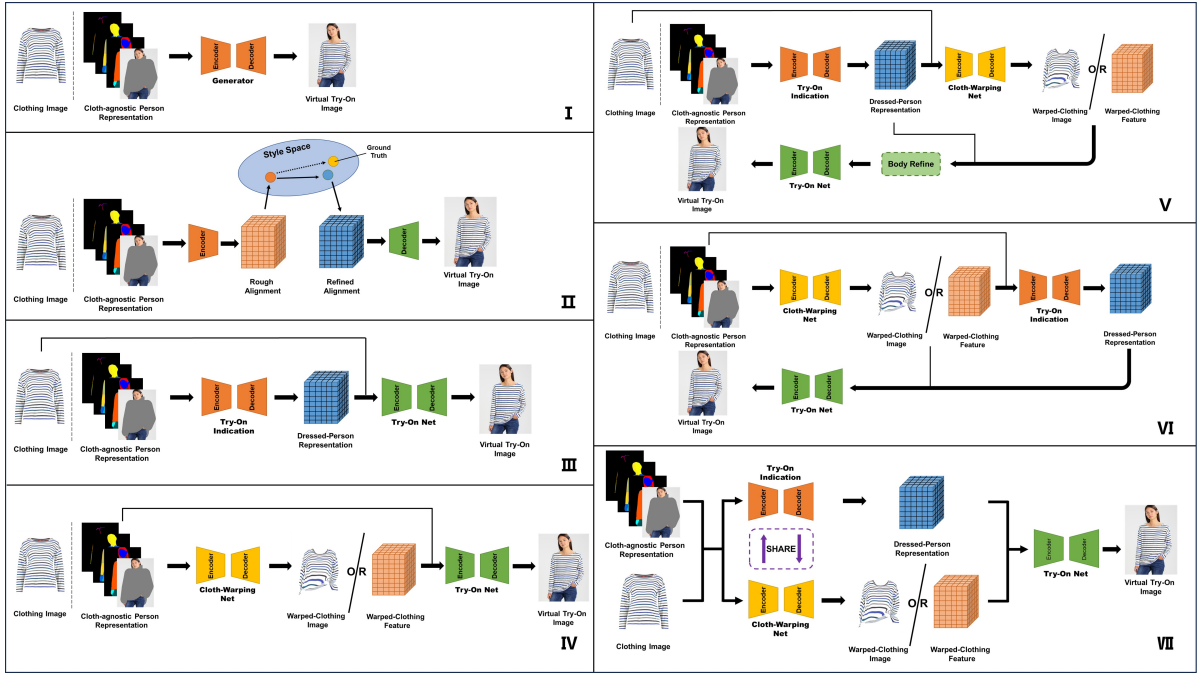 Clothing Image
Cloth-agnostic Person
Representation
Encoder
Decoder
Generator
Virtual Try-On
Image
I
Style Space
Ground
Truth
Clothing Image
Cloth-agnostic Person
Representation
Encoder
Rough
Alignment
Refined
Alignment
Decoder
Virtual Try-On
Image
II
Clothing Image
Cloth-agnostic Person
Representation
Encoder
Decoder
Try-On
Indication
Dressed-Person
Representation
Encoder
Decoder
Try-On Net
Virtual Try-On
Image
III
Clothing Image
Cloth-agnostic Person
Representation
Encoder
Decoder
Cloth-Warping
Net
Warped-Clothing
Image
O/R
Warped-Clothing
Feature
Encoder
Decoder
Try-On Net
Virtual Try-On
Image
IV
Clothing Image
Cloth-agnostic Person
Representation
Encoder
Decoder
Try-On
Indication
Dressed-Person
Representation
Encoder
Decoder
Cloth-Warping
Net
Warped-Clothing
Image
O/R
Warped-Clothing
Feature
Body Refine
Encoder
Decoder
Try-On Net
Virtual Try-On
Image
V
Clothing Image
Cloth-agnostic Person
Representation
Encoder
Decoder
Cloth-Warping
Net
Warped-Clothing
Image
O/R
Warped-Clothing
Feature
Encoder
Decoder
Try-On
Indication
Dressed-Person
Representation
Encoder
Decoder
Try-On Net
Virtual Try-On
Image
VI
Cloth-agnostic Person
Representation
Clothing Image
Try-On
Indication
Encoder
Decoder
SHARE
Encoder
Decoder
Cloth-Warping
Net
Dressed-Person
Representation
Warped-Clothing
Image
O/R
Warped-Clothing
Feature
Encoder
Decoder
Try-On Net
Virtual Try-On
Image
VII